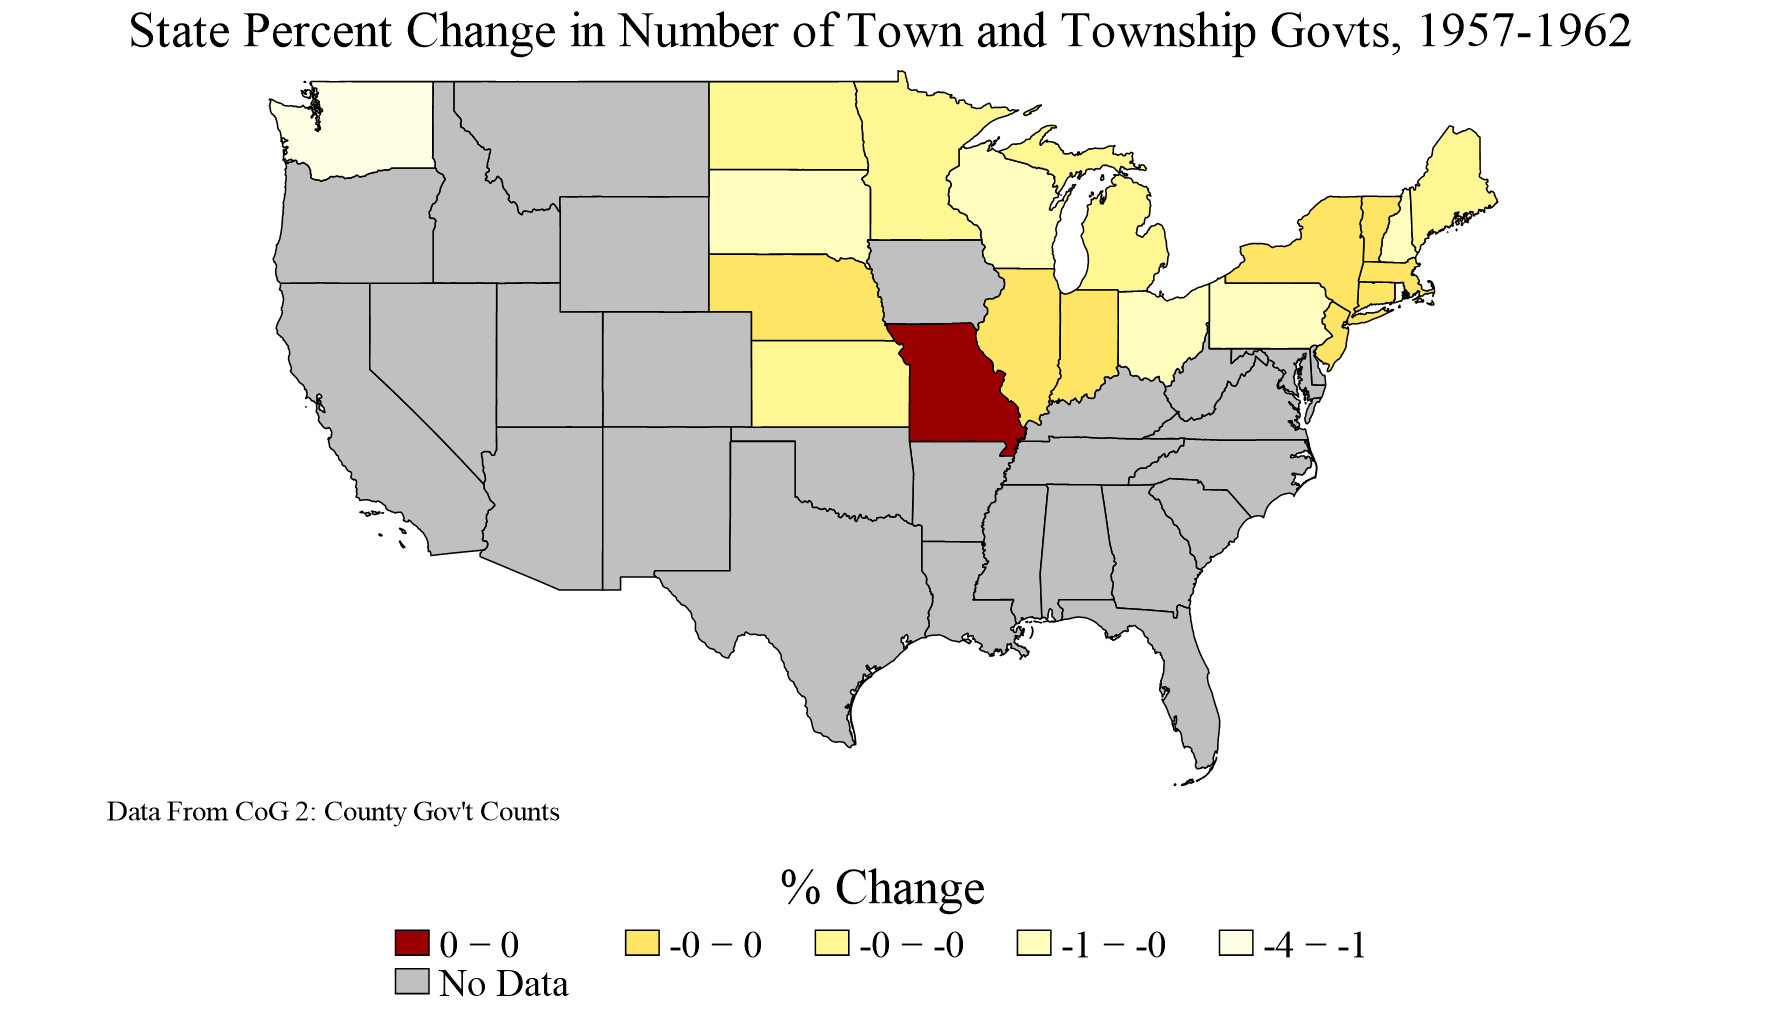 State Percent Change in Number of Town and Township Govts, 1957-1962
Data From CoG 2: County Gov't Counts
% Change
0 − 0 -0 − 0 -0 − -0 -1 − -0 -4 − -1
No Data